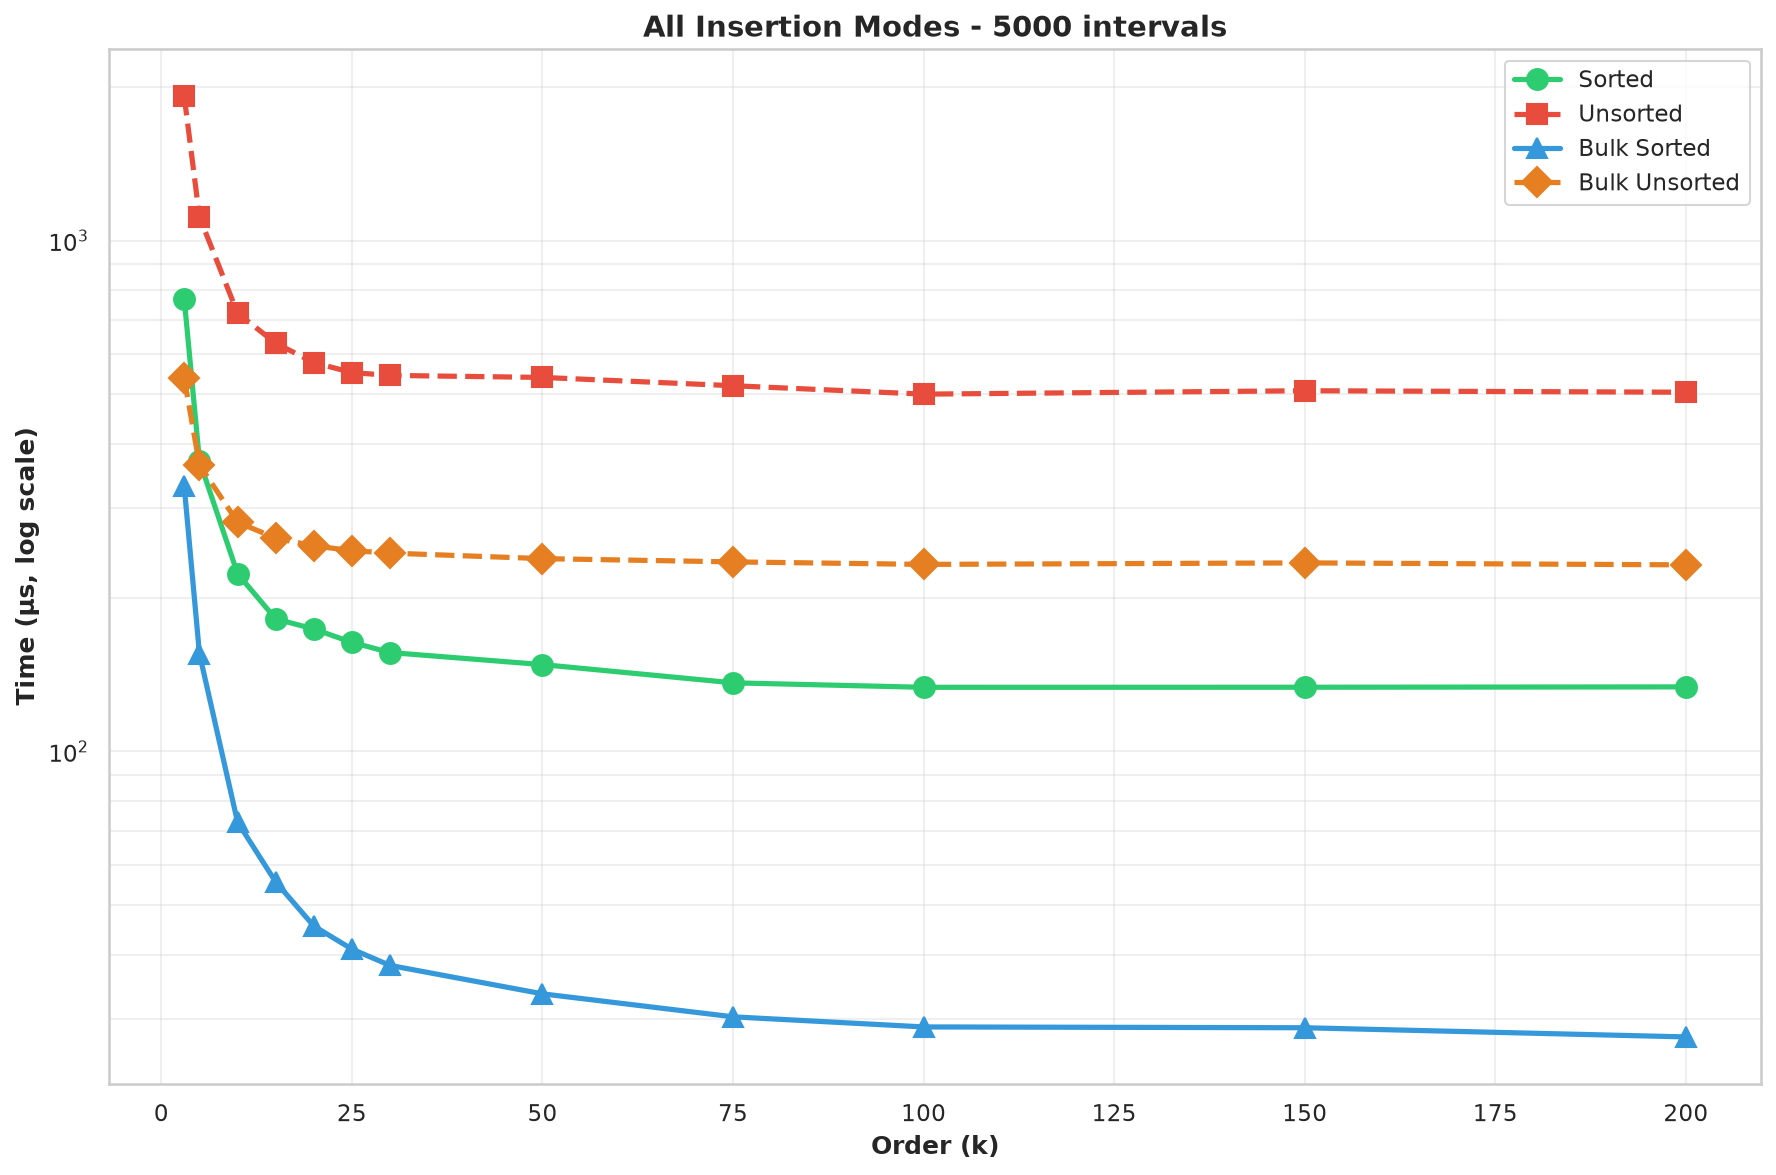 All Insertion Modes - 5000 intervals
Sorted
Unsorted
Bulk Sorted
Bulk Unsorted
Time (µs, log scale)
10³
10²
0 25 50 75 100 125 150 175 200
Order (k)